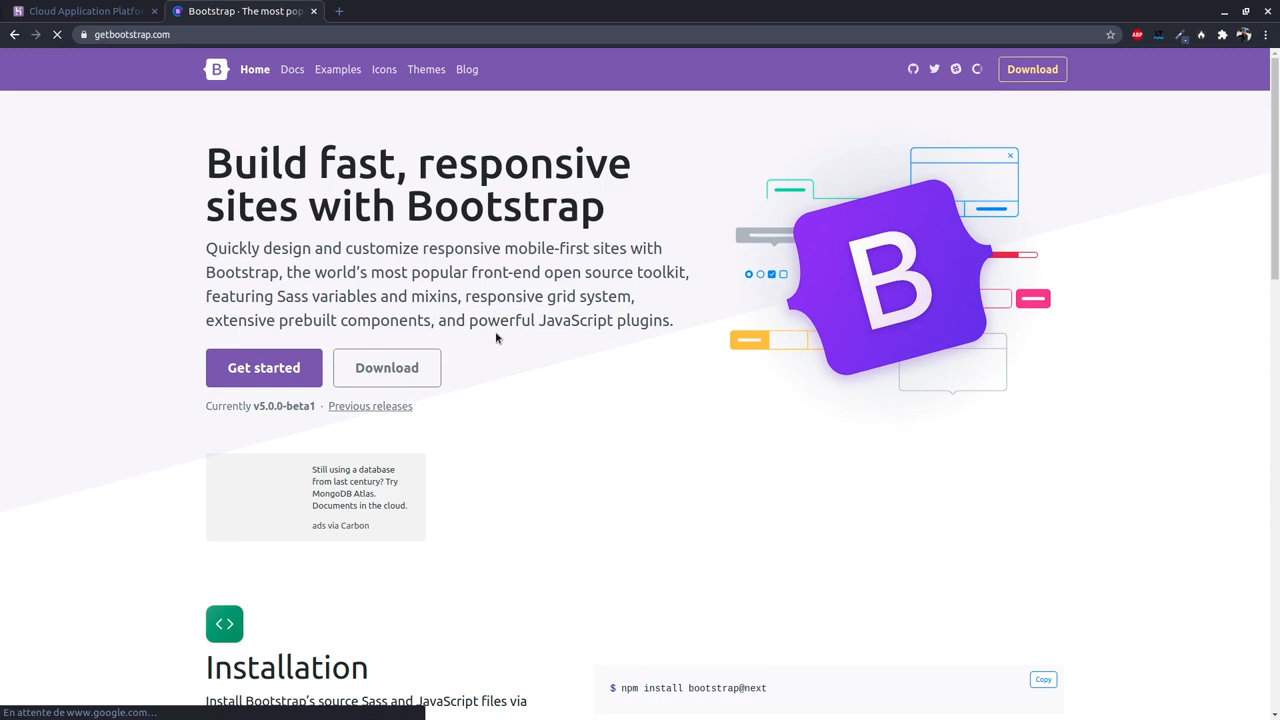 Cloud Application Platfo
Bootstrap · The most pop
getbootstrap.com
ABP
B
Home
Docs
Examples
Icons
Themes
Blog
Download
Build fast, responsive
sites with Bootstrap
Quickly design and customize responsive mobile-first sites with
Bootstrap, the world’s most popular front-end open source toolkit,
featuring Sass variables and mixins, responsive grid system,
extensive prebuilt components, and powerful JavaScript plugins.
B
Get started
Download
Currently v5.0.0-beta1 · Previous releases
Still using a database
from last century? Try
MongoDB Atlas.
Documents in the cloud.
ads via Carbon
Installation
Install Bootstrap’s source Sass and JavaScript files via
$ npm install bootstrap@next
Copy
En attente de www.google.com…